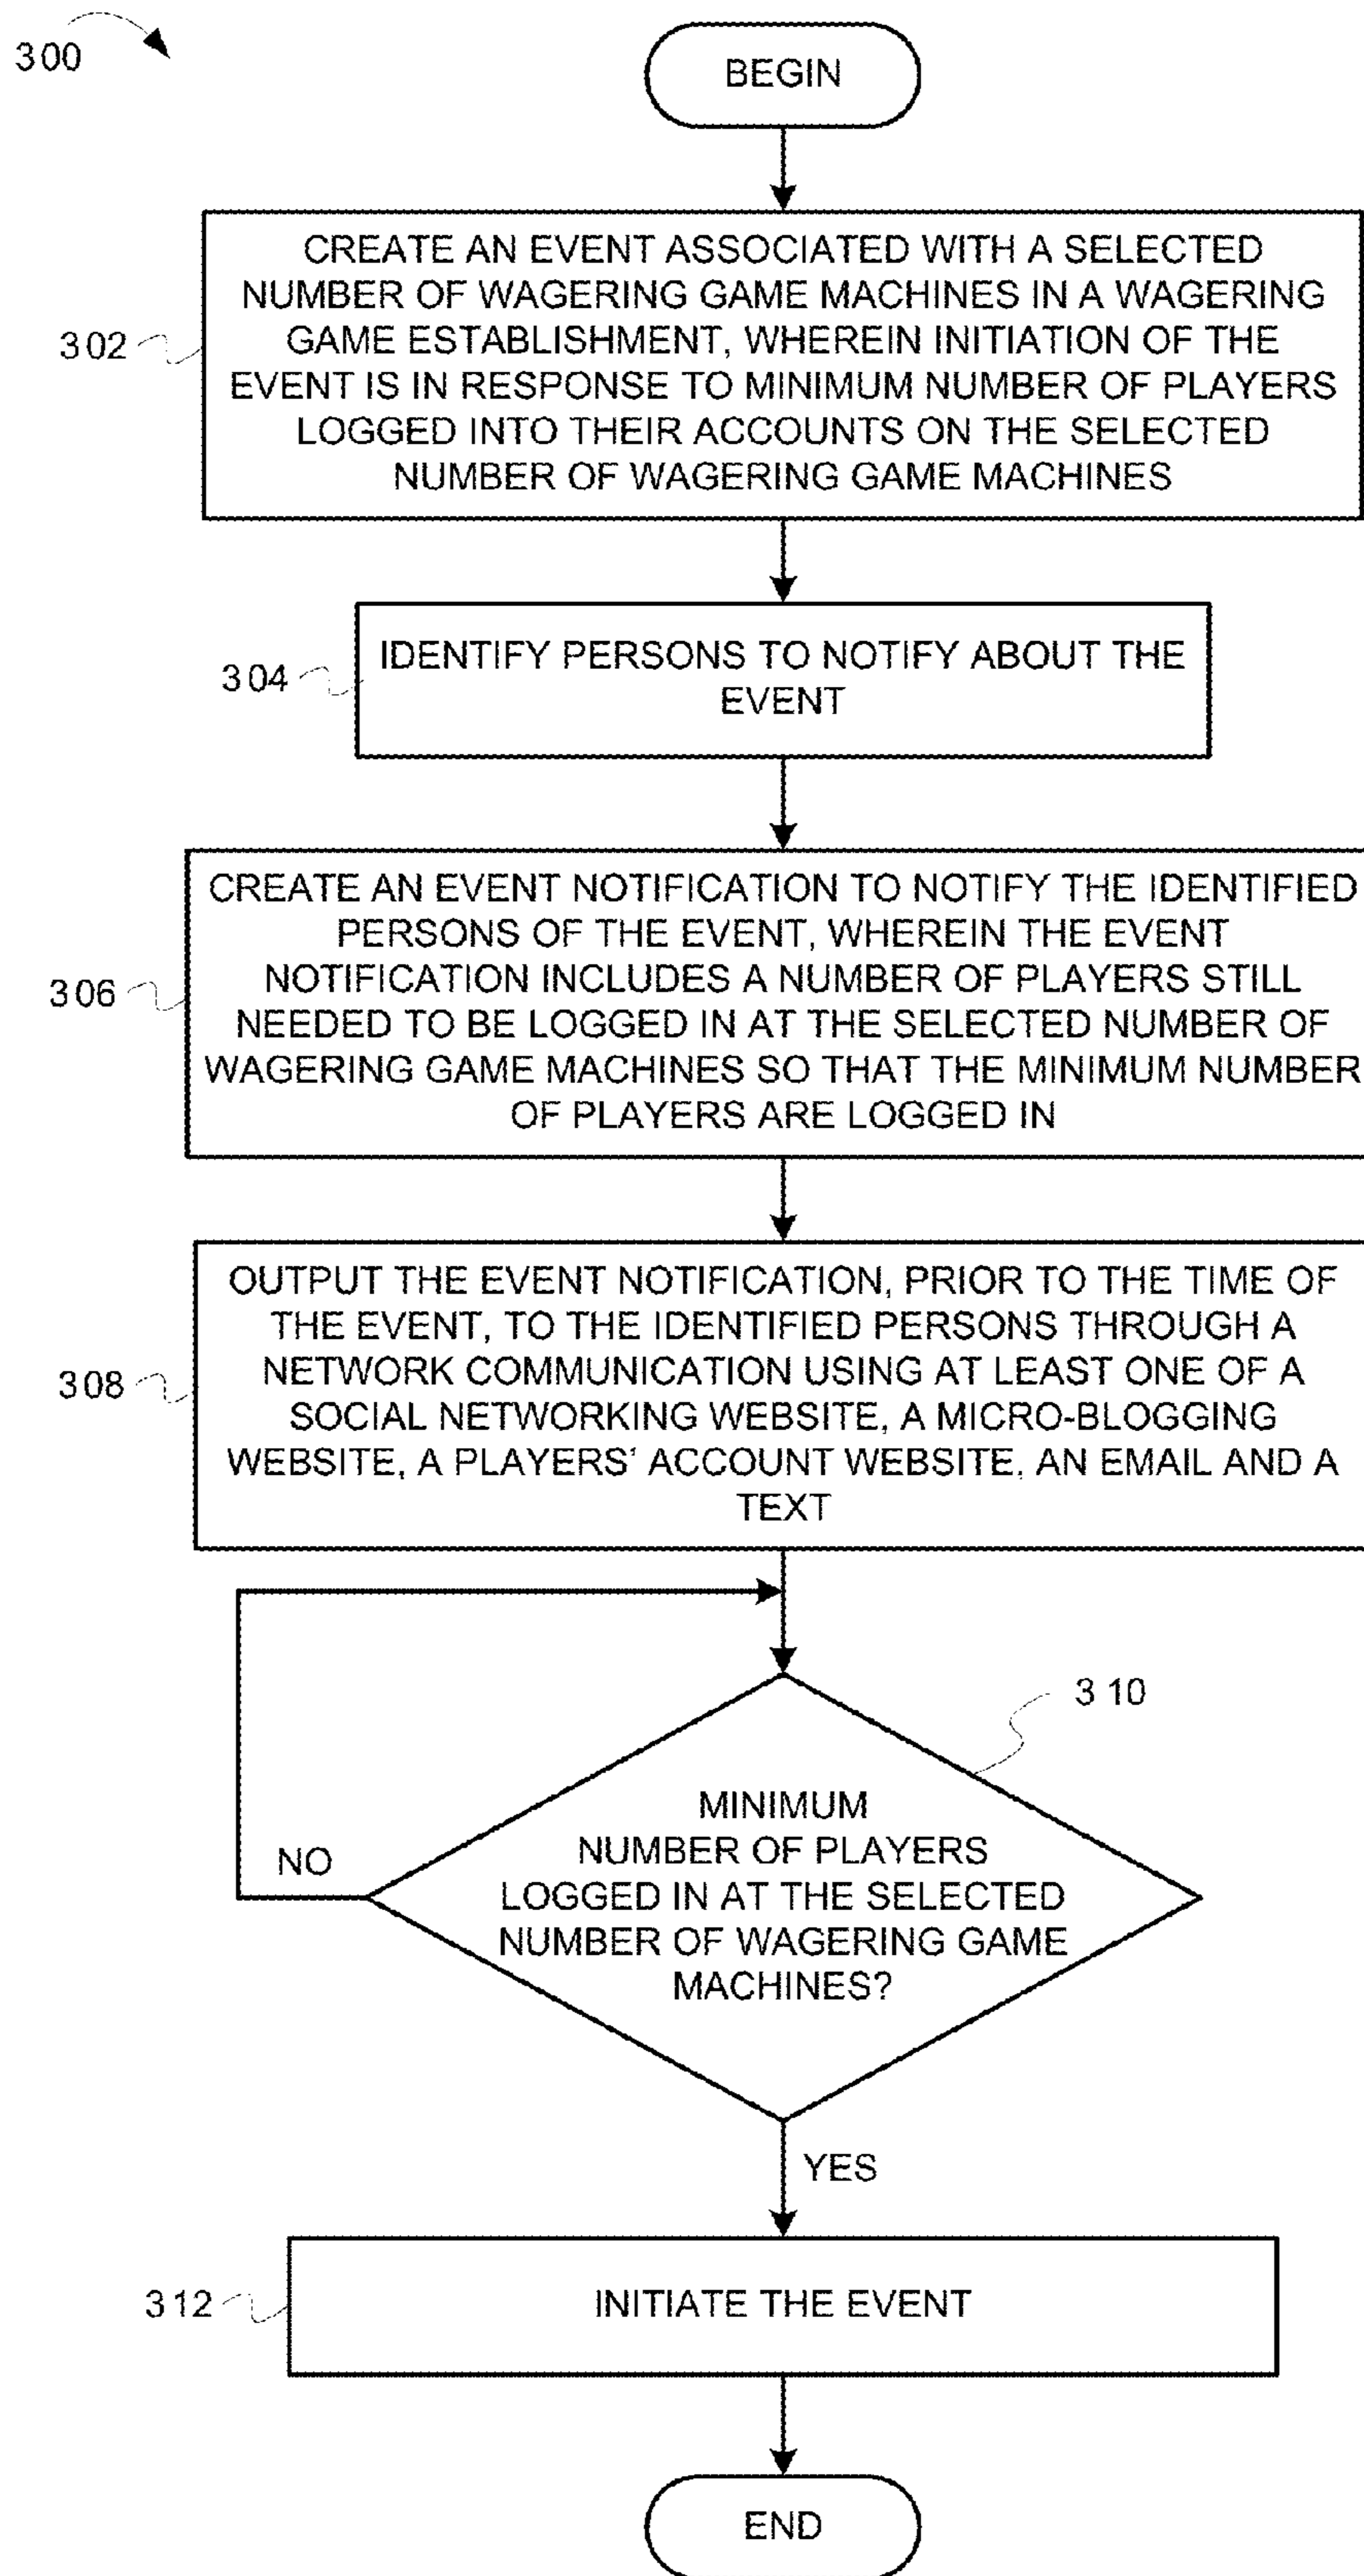 300
BEGIN
302
CREATE AN EVENT ASSOCIATED WITH A SELECTED
NUMBER OF WAGERING GAME MACHINES IN A WAGERING
GAME ESTABLISHMENT, WHEREIN INITIATION OF THE
EVENT IS IN RESPONSE TO MINIMUM NUMBER OF PLAYERS
LOGGED INTO THEIR ACCOUNTS ON THE SELECTED
NUMBER OF WAGERING GAME MACHINES
304
IDENTIFY PERSONS TO NOTIFY ABOUT THE
EVENT
306
CREATE AN EVENT NOTIFICATION TO NOTIFY THE IDENTIFIED
PERSONS OF THE EVENT, WHEREIN THE EVENT
NOTIFICATION INCLUDES A NUMBER OF PLAYERS STILL
NEEDED TO BE LOGGED IN AT THE SELECTED NUMBER OF
WAGERING GAME MACHINES SO THAT THE MINIMUM NUMBER
OF PLAYERS ARE LOGGED IN
308
OUTPUT THE EVENT NOTIFICATION, PRIOR TO THE TIME OF
THE EVENT, TO THE IDENTIFIED PERSONS THROUGH A
NETWORK COMMUNICATION USING AT LEAST ONE OF A
SOCIAL NETWORKING WEBSITE, A MICRO-BLOGGING
WEBSITE, A PLAYERS' ACCOUNT WEBSITE, AN EMAIL AND A
TEXT
310
MINIMUM
NUMBER OF PLAYERS
LOGGED IN AT THE SELECTED
NUMBER OF WAGERING GAME
MACHINES?
NO
YES
312
INITIATE THE EVENT
END